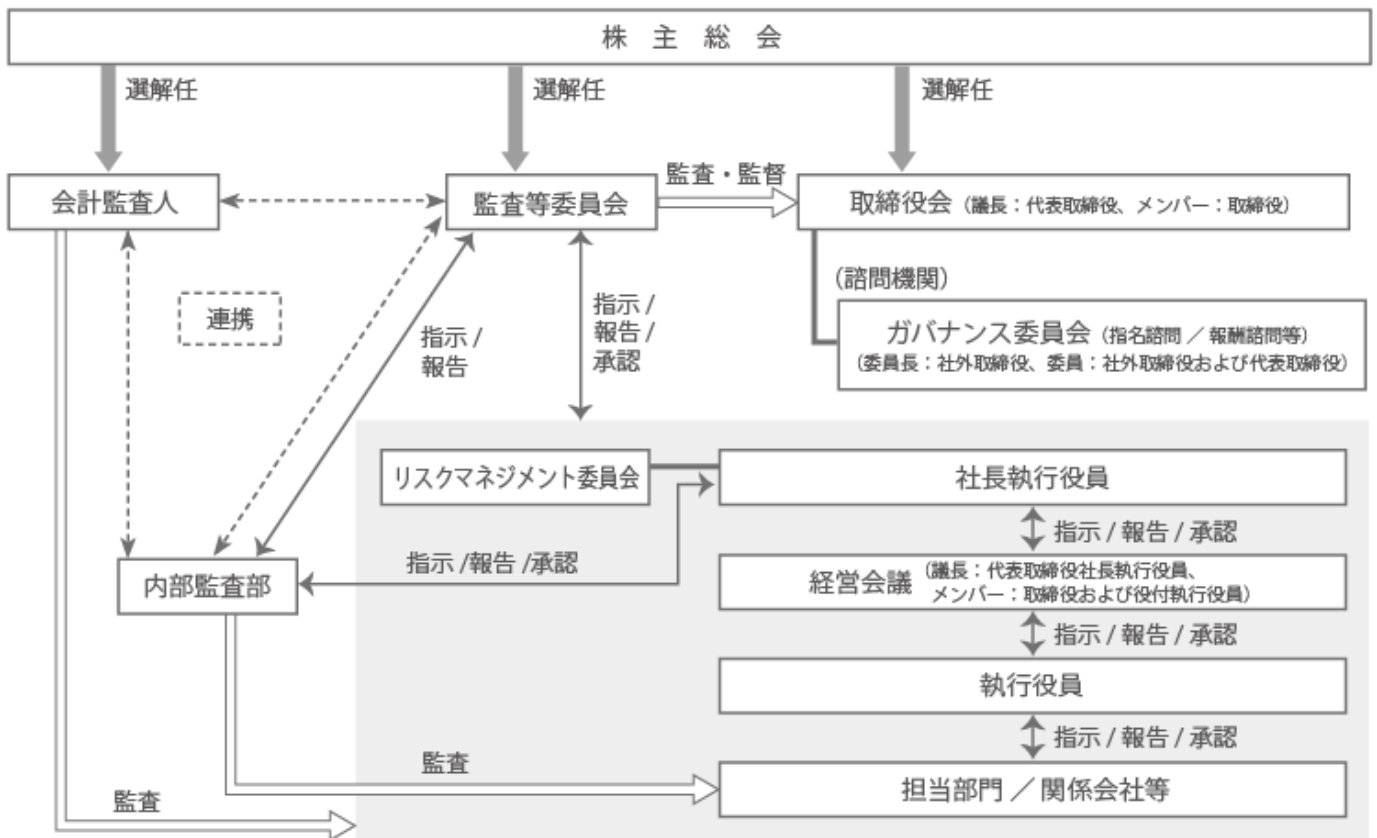 株 主 総 会
選解任
選解任
選解任
会計監査人
監査等委員会
監査・監督
取締役会（議長：代表取締役、メンバー：取締役）
（諮問機関）
ガバナンス委員会（指名諮問 ／ 報酬諮問等）
（委員長：社外取締役、委員：社外取締役および代表取締役）
連携
指示 /
報告
指示 /
報告 /
承認
リスクマネジメント委員会
社長執行役員
指示 / 報告 / 承認
指示 /報告 /承認
内部監査部
経営会議（議長：代表取締役社長執行役員、
メンバー：取締役および役付執行役員）
指示 / 報告 / 承認
執行役員
指示 / 報告 / 承認
監査
担当部門 ／ 関係会社等
監査